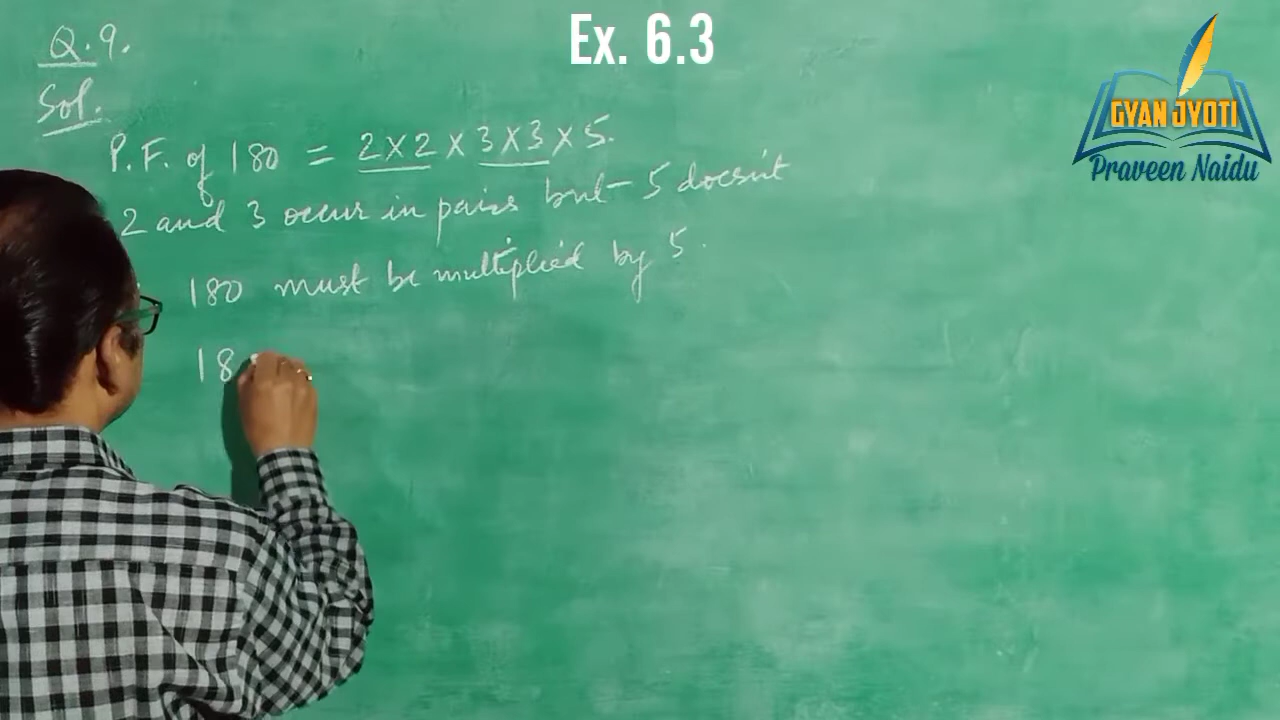 Ex. 6.3
Q.9.
Sol.
P.F. of 180 = 2×2 × 3×3 × 5.
2 and 3 occur in pairs but 5 doesn't
180 must be multiplied by 5.
18
GYAN JYOTI
Praveen Naidu